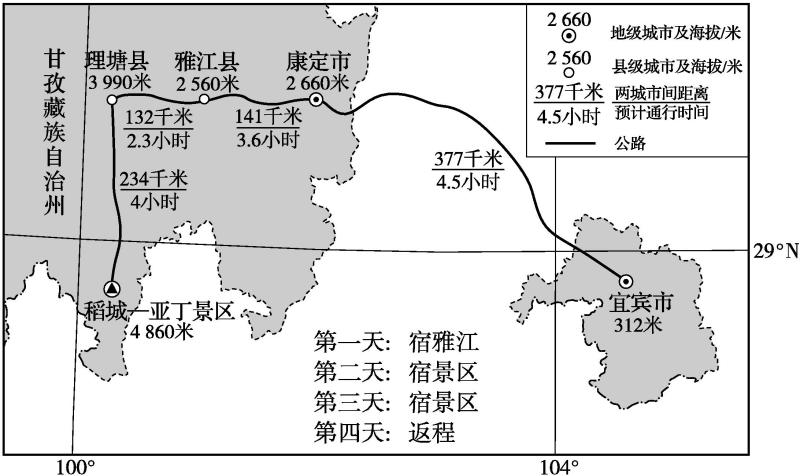 甘孜藏族自治州
理塘县
3 990米
雅江县
2 560米
康定市
2 660米
132千米
2.3小时
141千米
3.6小时
234千米
4小时
377千米
4.5小时
稻城—亚丁景区
4 860米
宜宾市
312米
2 660
地级城市及海拔/米
2 560
县级城市及海拔/米
377千米
4.5小时
两城市间距离
预计通行时间
公路
29°N
第一天：宿雅江
第二天：宿景区
第三天：宿景区
第四天：返程
100°
104°